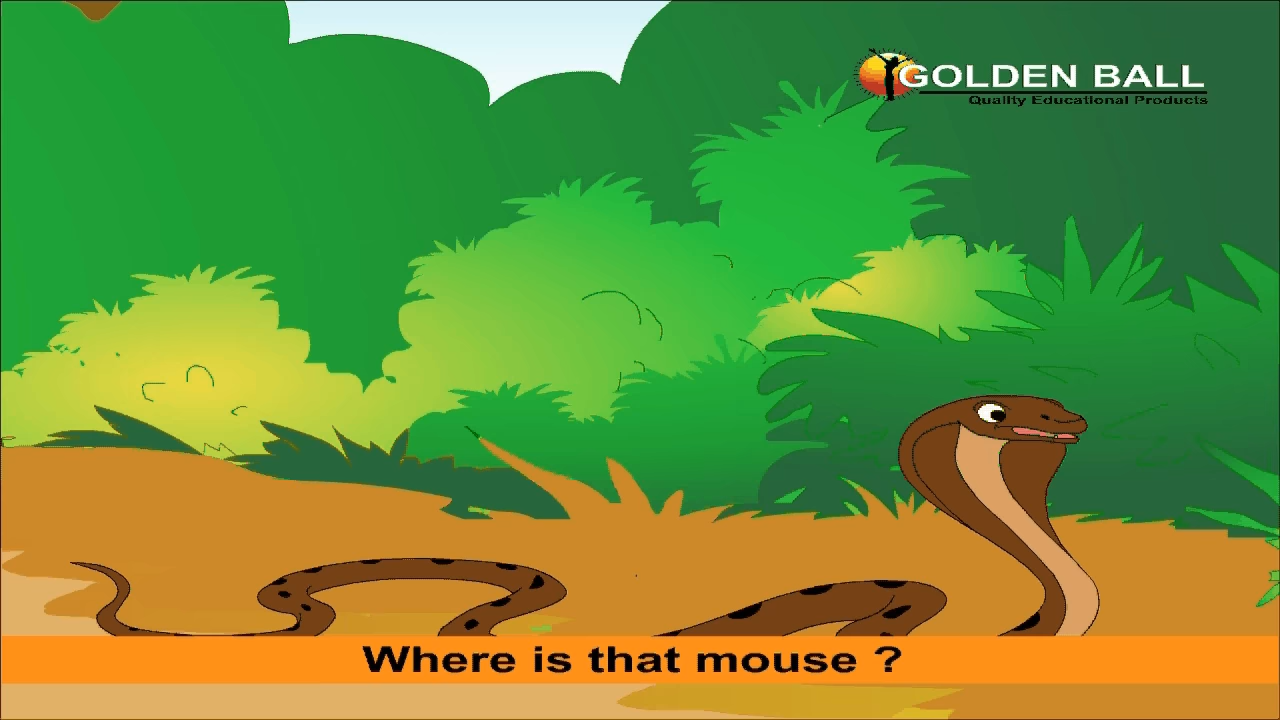 GOLDEN BALL
Quality Educational Products
Where is that mouse ?